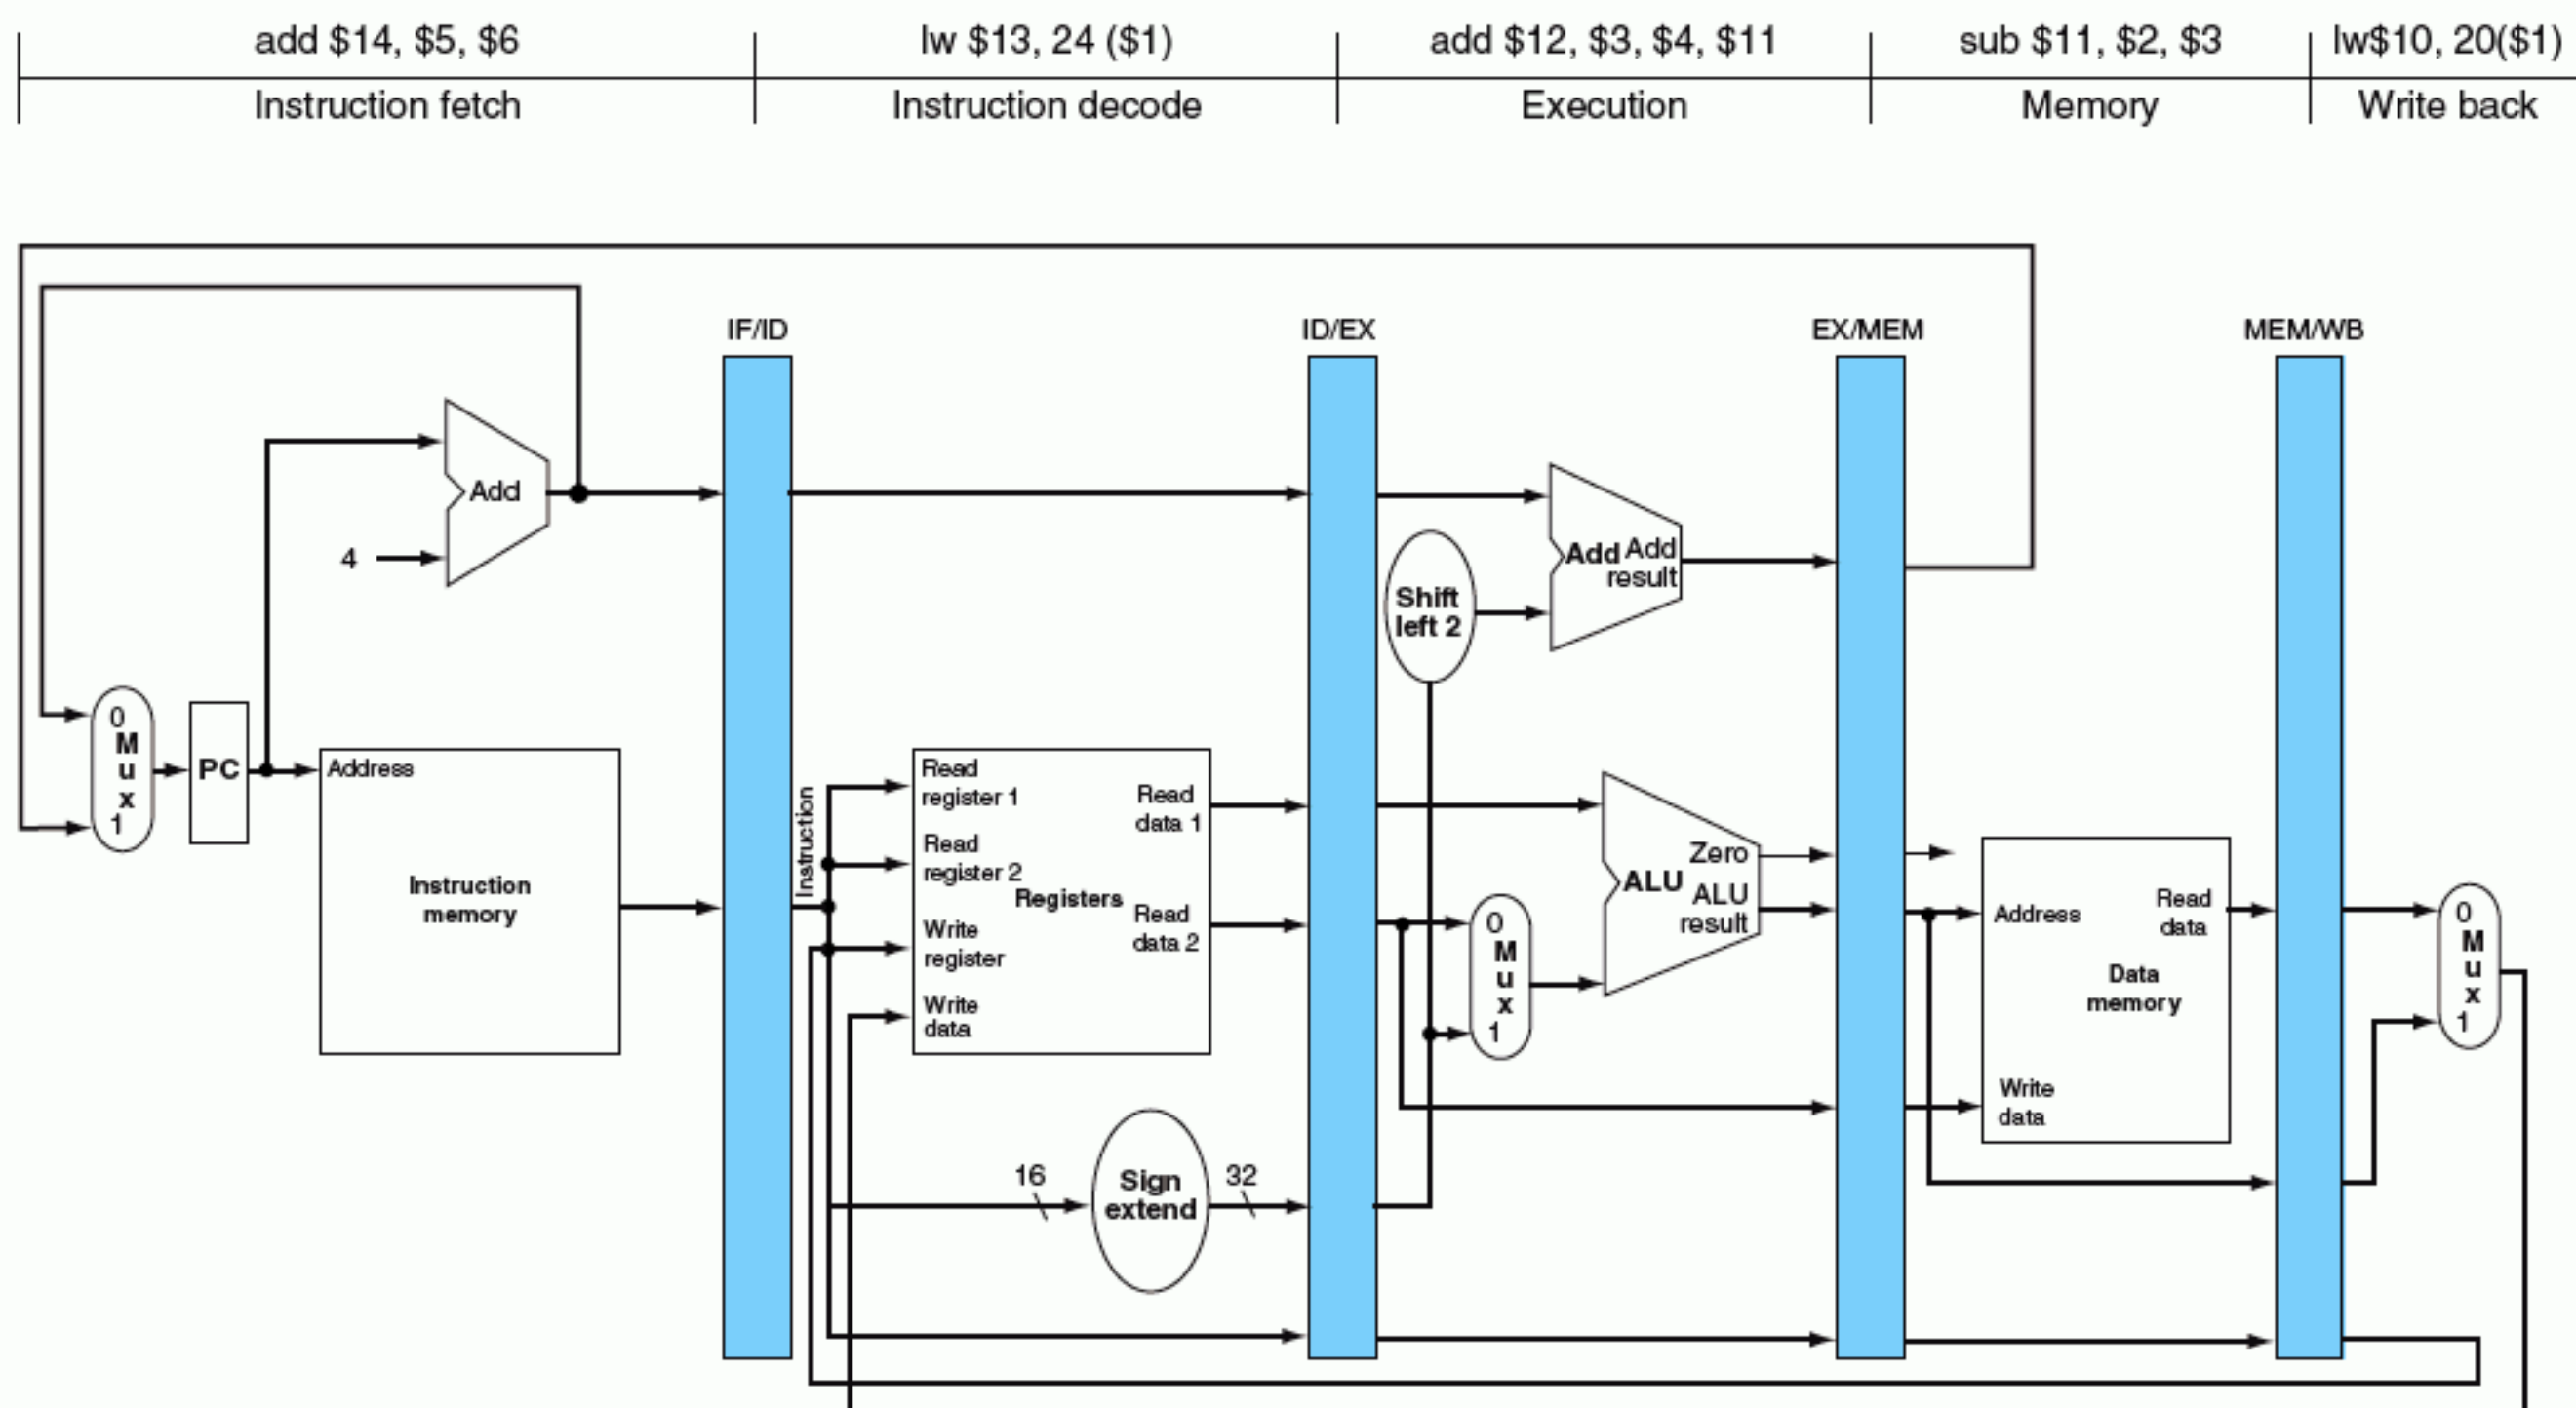 add $14, $5, $6
lw $13, 24 ($1)
add $12, $3, $4, $11
sub $11, $2, $3
lw$10, 20($1)
Instruction fetch
Instruction decode
Execution
Memory
Write back
IF/ID
ID/EX
EX/MEM
MEM/WB
Add
4
Add Add
result
Shift
left 2
0
M
u
x
1
PC
Address
Instruction
memory
Instruction
Read
register 1
Read
register 2
Write
register
Write
data
Registers
Read
data 1
Read
data 2
16
Sign
extend
32
0
M
u
x
1
Zero
ALU
ALU
result
Address
Read
data
Data
memory
Write
data
0
M
u
x
1